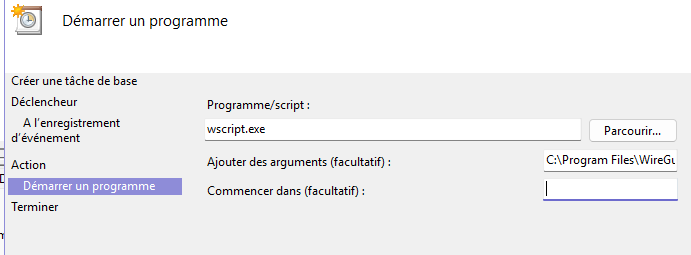 Démarrer un programme
Créer une tâche de base
Déclencheur
A l'enregistrement
d'événement
Action
Démarrer un programme
Terminer
Programme/script :
wscript.exe
Parcourir...
Ajouter des arguments (facultatif) :
C:\Program Files\WireGu
Commencer dans (facultatif) :